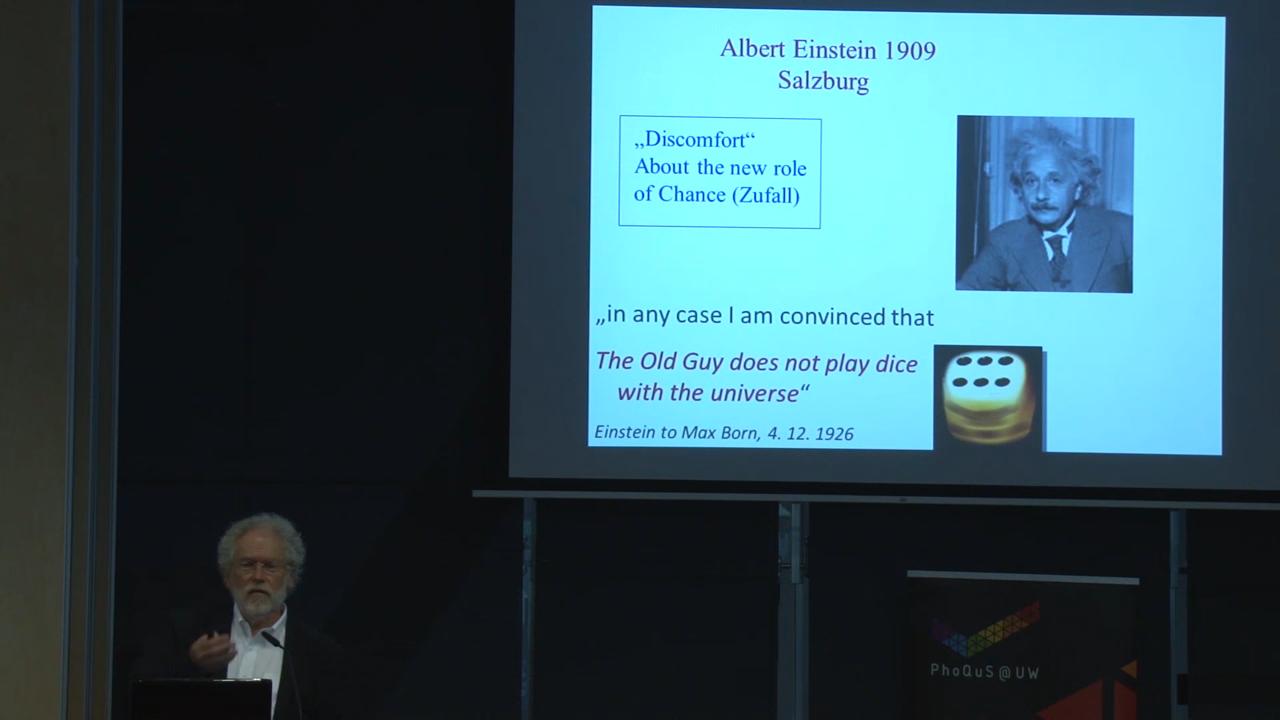 Albert Einstein 1909
Salzburg
„Discomfort“
About the new role
of Chance (Zufall)
„in any case I am convinced that
The Old Guy does not play dice
with the universe“
Einstein to Max Born, 4. 12. 1926
PhoQuS@UW